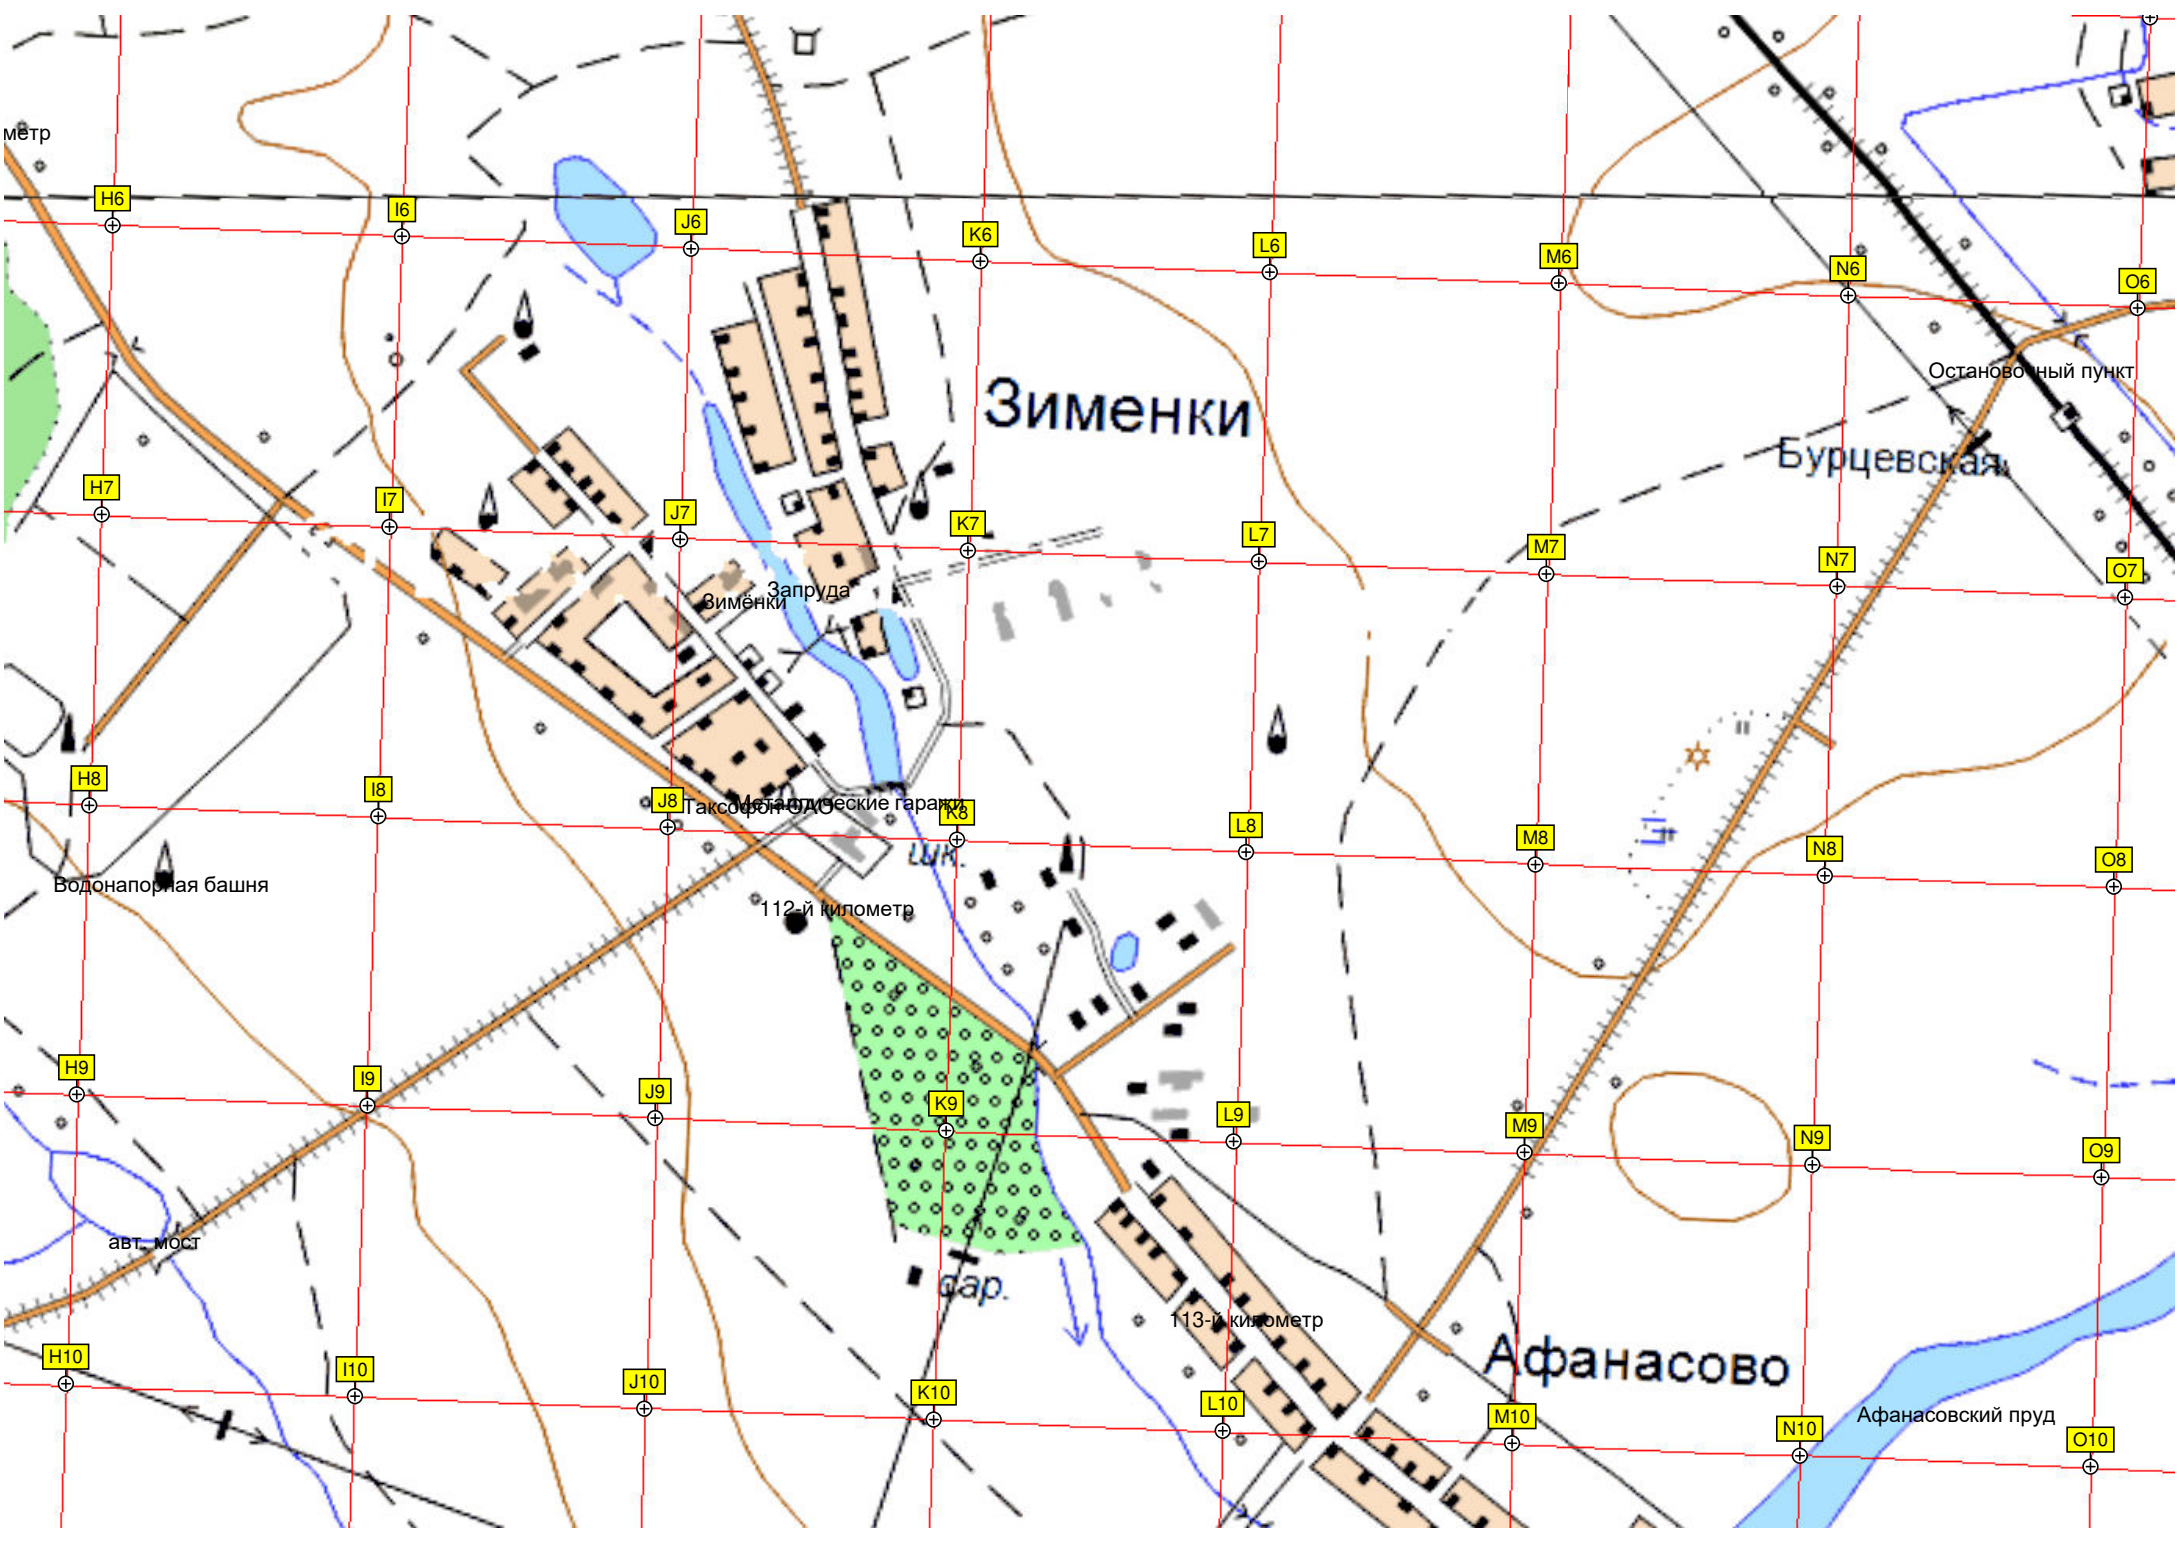 метр
H6
I6
J6
K6
L6
M6
N6
O6
Остановочный пункт
Зименки
Бурцевская
H7
I7
J7
K7
L7
M7
N7
O7
Запруда
Зимёнки
H8
I8
J8
K8
L8
M8
N8
O8
Таксофон ОАО
Металлические гаражи
шк.
Водонапорная башня
112-й километр
H9
I9
J9
K9
L9
M9
N9
O9
авт. мост
сар.
113-й километр
Афанасово
H10
I10
J10
K10
L10
M10
N10
O10
Афанасовский пруд